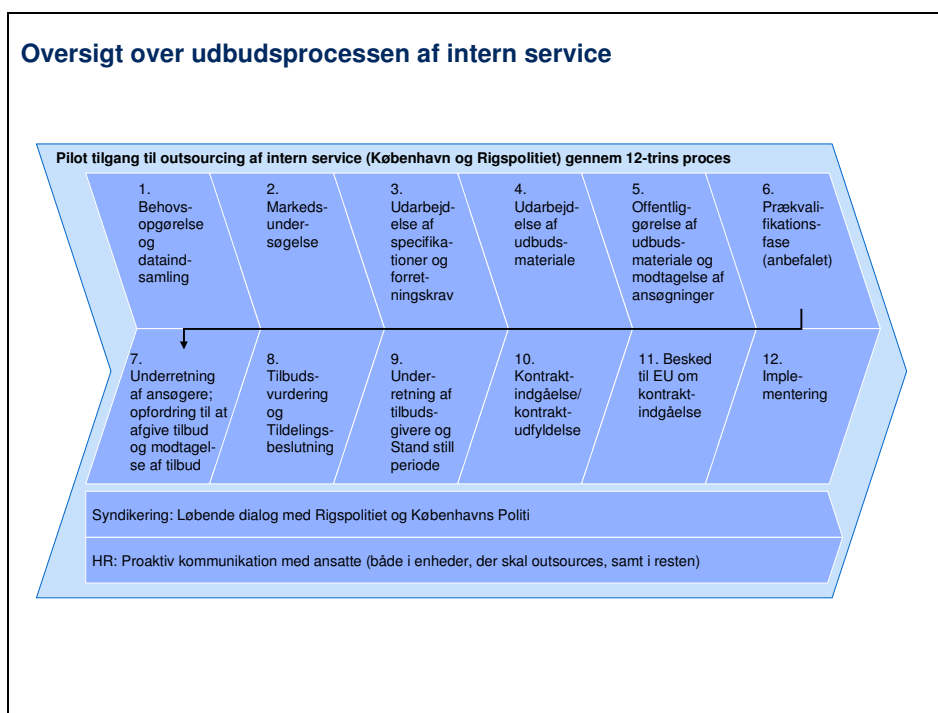 Oversigt over udbudsprocessen af intern service
Pilot tilgang til outsourcing af intern service (København og Rigspolitiet) gennem 12-trins proces
1.
Behovs-
opgørelse
og
dataind-
samling
2.
Markeds-
under-
søgelse
3.
Udarbejd-
else af
specifika-
tioner og
forret-
ningskrav
4.
Udarbejd-
else af
udbuds-
materiale
5.
Offentlig-
gørelse af
udbuds-
materiale og
modtagelse af
ansøgninger
6.
Prækvali-
fikations-
fase
(anbefalet)
7.
Underretning
af ansøgere;
opfordring til at
afgive tilbud
og modtagel-
se af tilbud
8.
Tilbuds-
vurdering
og
Tildelings-
beslutning
9.
Under-
retning af
tilbuds-
givere og
Stand still
periode
10.
Kontrakt-
indgåelse/
kontrakt-
udfyldelse
11. Besked
til EU om
kontrakt-
indgåelse
12.
Imple-
mentering
Syndikering: Løbende dialog med Rigspolitiet og Københavns Politi
HR: Proaktiv kommunikation med ansatte (både i enheder, der skal outsources, samt i resten)